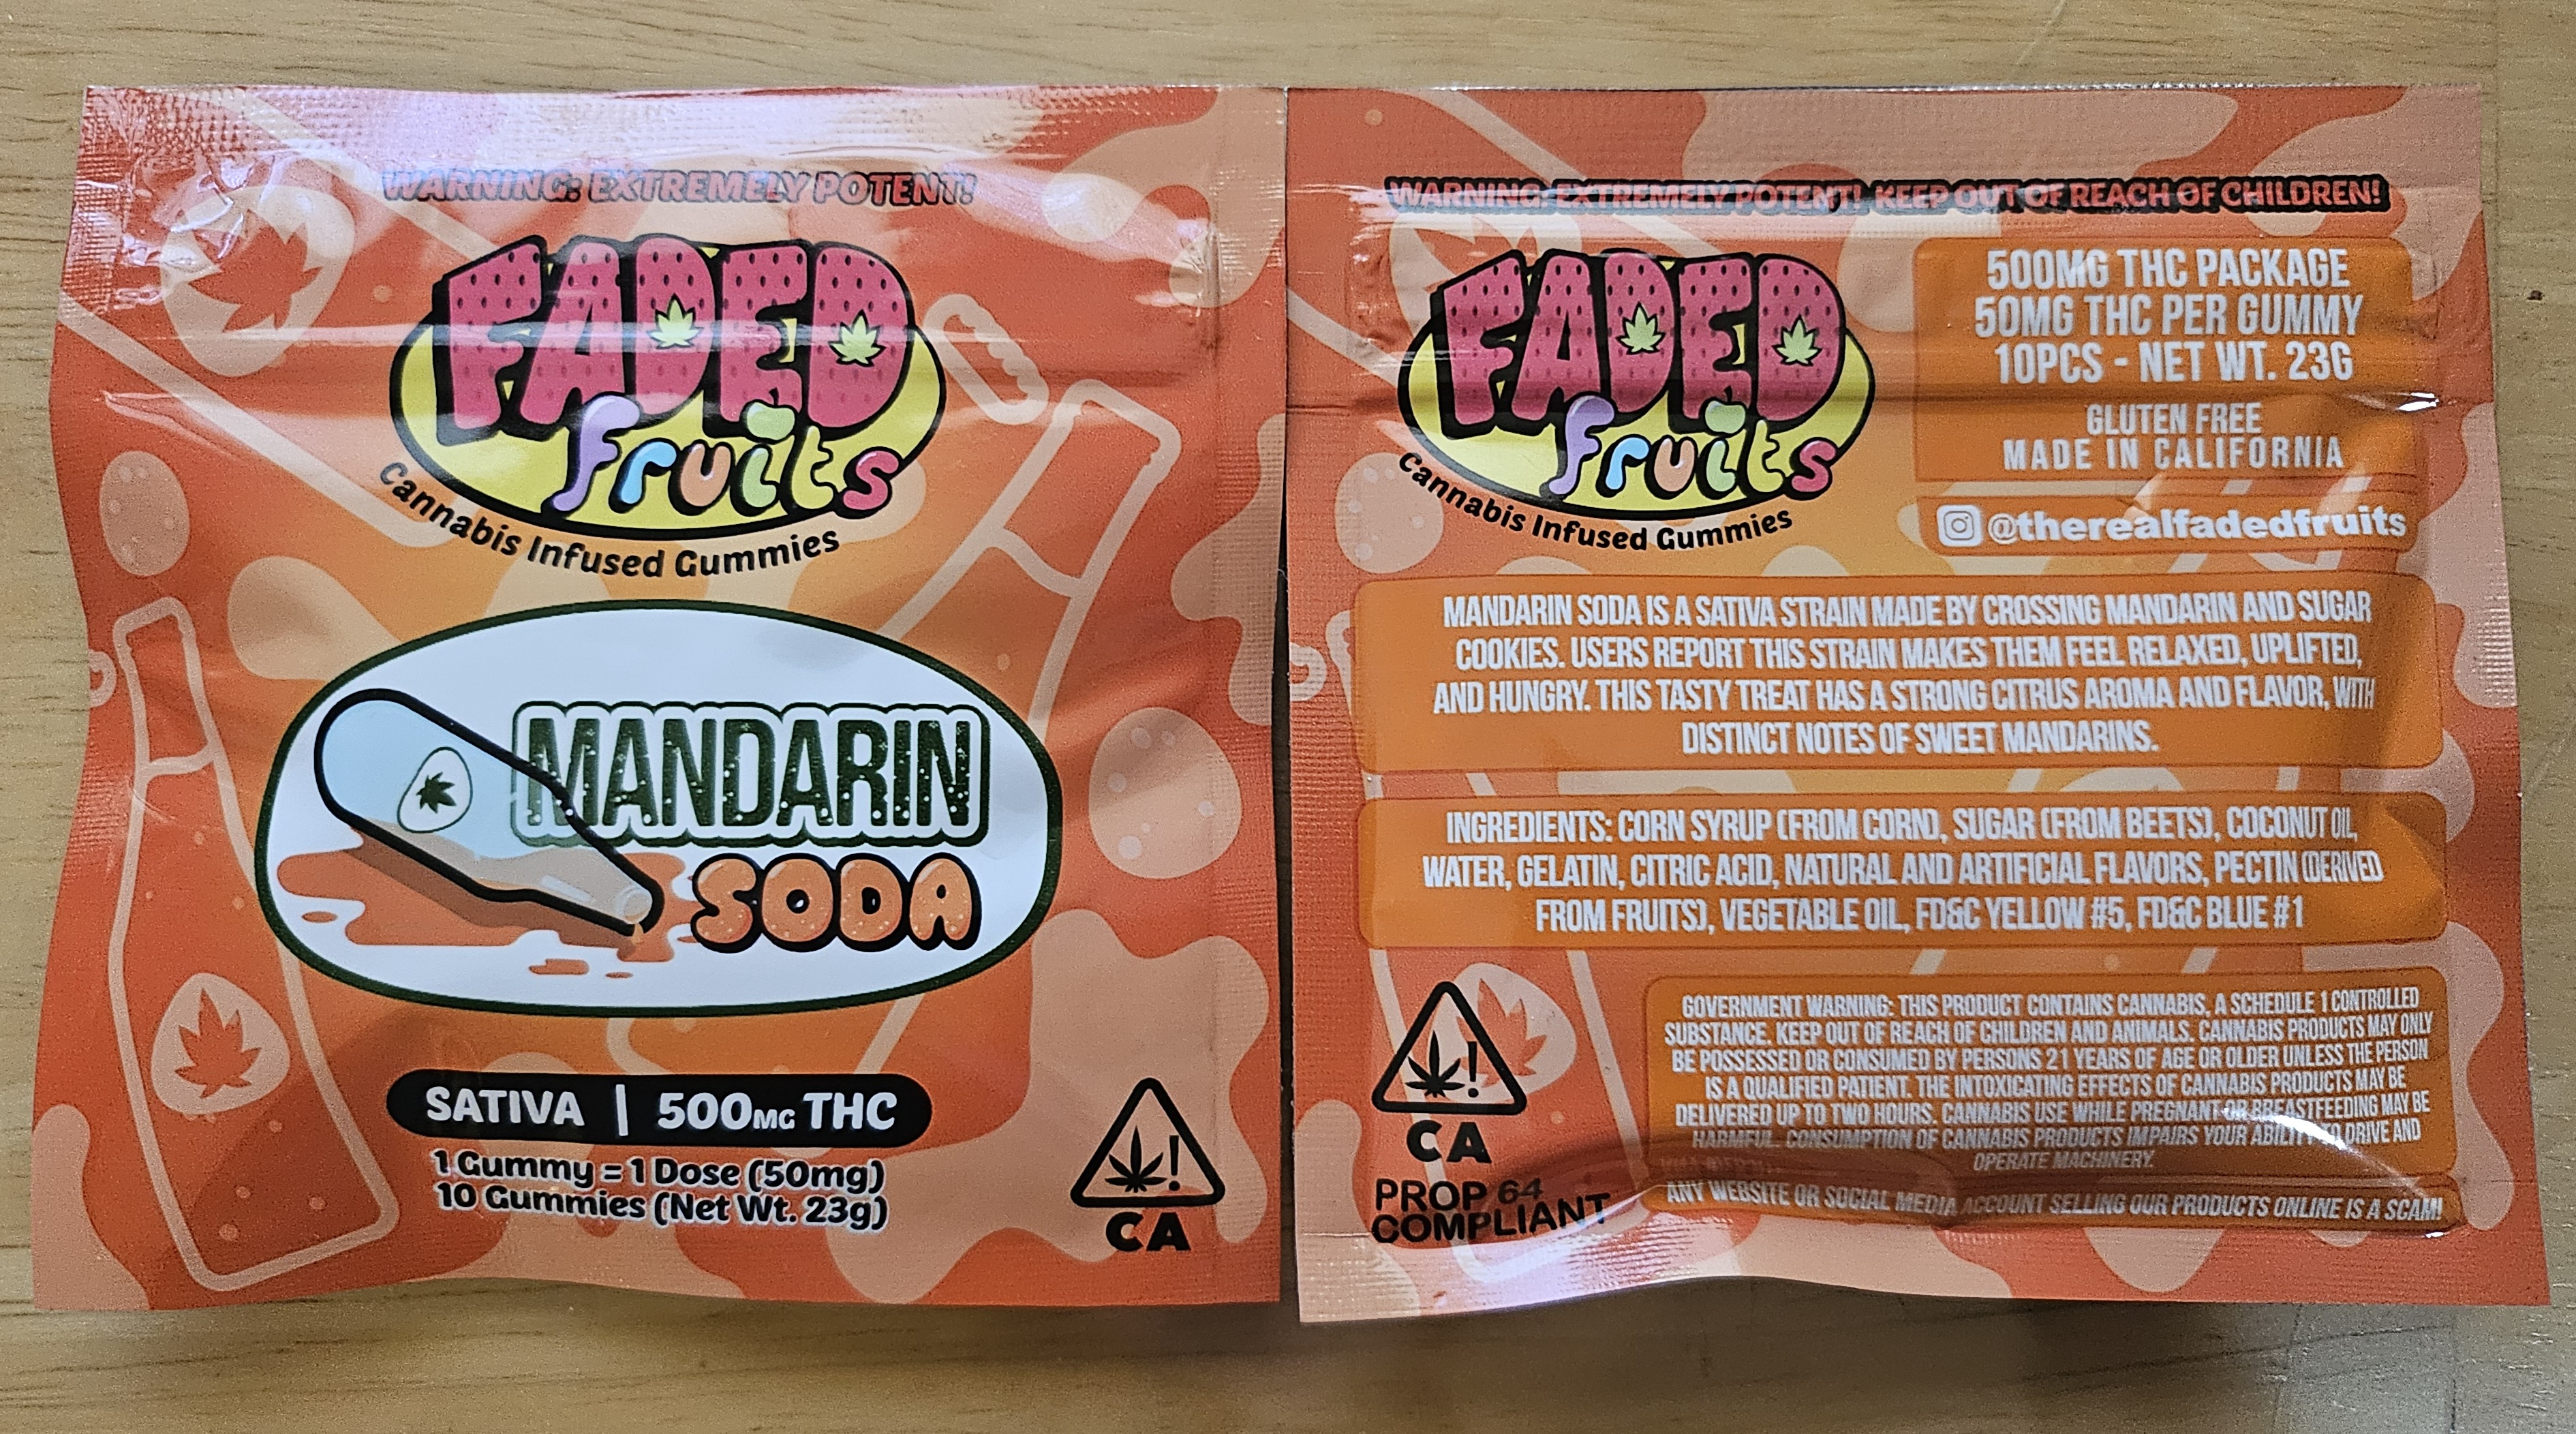 WARNING: EXTREMELY POTENT!
FADED
fruits
Cannabis Infused Gummies
MANDARIN
SODA
SATIVA | 500MG THC
1 Gummy = 1 Dose (50mg)
10 Gummies (Net Wt. 23g)
CA
WARNING: EXTREMELY POTENT! KEEP OUT OF REACH OF CHILDREN!
FADED
fruits
Cannabis Infused Gummies
500MG THC PACKAGE
50MG THC PER GUMMY
10PCS - NET WT. 23G
GLUTEN FREE
MADE IN CALIFORNIA
@therealfadedfruits
MANDARIN SODA IS A SATIVA STRAIN MADE BY CROSSING MANDARIN AND SUGAR
COOKIES. USERS REPORT THIS STRAIN MAKES THEM FEEL RELAXED, UPLIFTED,
AND HUNGRY. THIS TASTY TREAT HAS A STRONG CITRUS AROMA AND FLAVOR, WITH
DISTINCT NOTES OF SWEET MANDARINS.
INGREDIENTS: CORN SYRUP (FROM CORN), SUGAR (FROM BEETS), COCONUT OIL,
WATER, GELATIN, CITRIC ACID, NATURAL AND ARTIFICIAL FLAVORS, PECTIN (DERIVED
FROM FRUITS), VEGETABLE OIL, FD&C YELLOW #5, FD&C BLUE #1
CA
PROP 64
COMPLIANT
GOVERNMENT WARNING: THIS PRODUCT CONTAINS CANNABIS, A SCHEDULE 1 CONTROLLED
SUBSTANCE. KEEP OUT OF REACH OF CHILDREN AND ANIMALS. CANNABIS PRODUCTS MAY ONLY
BE POSSESSED OR CONSUMED BY PERSONS 21 YEARS OF AGE OR OLDER UNLESS THE PERSON
IS A QUALIFIED PATIENT. THE INTOXICATING EFFECTS OF CANNABIS PRODUCTS MAY BE
DELIVERED UP TO TWO HOURS. CANNABIS USE WHILE PREGNANT OR BREASTFEEDING MAY BE
HARMFUL. CONSUMPTION OF CANNABIS PRODUCTS IMPAIRS YOUR ABILITY TO DRIVE AND
OPERATE MACHINERY.
ANY WEBSITE OR SOCIAL MEDIA ACCOUNT SELLING OUR PRODUCTS ONLINE IS A SCAM!